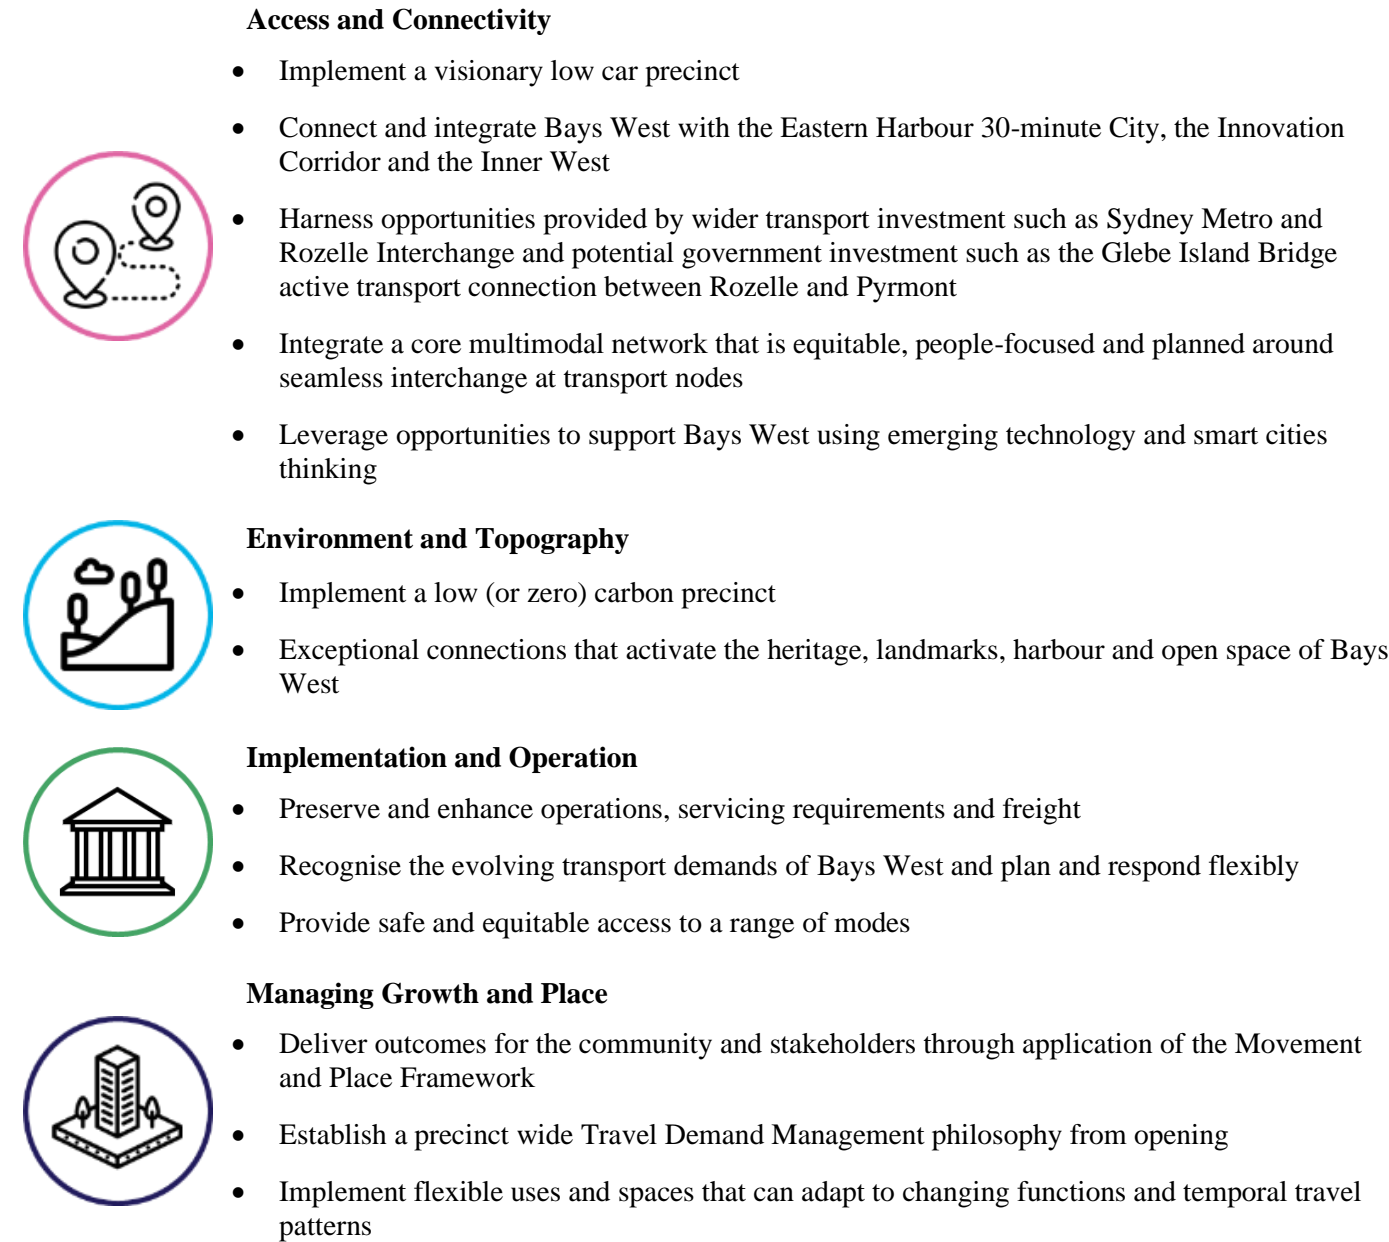 Access and Connectivity
• Implement a visionary low car precinct
• Connect and integrate Bays West with the Eastern Harbour 30-minute City, the Innovation
Corridor and the Inner West
• Harness opportunities provided by wider transport investment such as Sydney Metro and
Rozelle Interchange and potential government investment such as the Glebe Island Bridge
active transport connection between Rozelle and Pyrmont
• Integrate a core multimodal network that is equitable, people-focused and planned around
seamless interchange at transport nodes
• Leverage opportunities to support Bays West using emerging technology and smart cities
thinking
Environment and Topography
• Implement a low (or zero) carbon precinct
• Exceptional connections that activate the heritage, landmarks, harbour and open space of Bays
West
Implementation and Operation
• Preserve and enhance operations, servicing requirements and freight
• Recognise the evolving transport demands of Bays West and plan and respond flexibly
• Provide safe and equitable access to a range of modes
Managing Growth and Place
• Deliver outcomes for the community and stakeholders through application of the Movement
and Place Framework
• Establish a precinct wide Travel Demand Management philosophy from opening
• Implement flexible uses and spaces that can adapt to changing functions and temporal travel
patterns